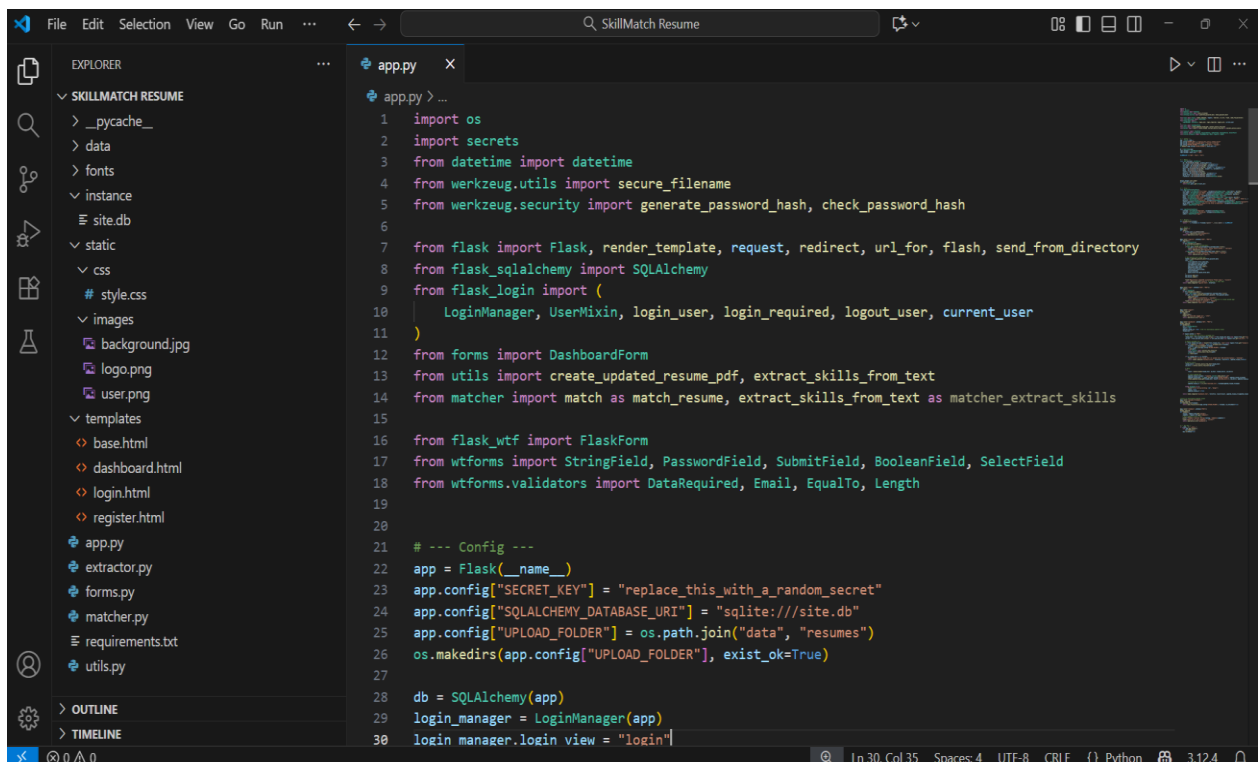 File Edit Selection View Go Run ··· ← → SkillMatch Resume
EXPLORER ···
SKILLMATCH RESUME
__pycache__
data
fonts
instance
site.db
static
css
# style.css
images
background.jpg
logo.png
user.png
templates
<> base.html
<> dashboard.html
<> login.html
<> register.html
app.py
extractor.py
forms.py
matcher.py
requirements.txt
utils.py
OUTLINE
TIMELINE
app.py X
app.py > ...
1 import os
2 import secrets
3 from datetime import datetime
4 from werkzeug.utils import secure_filename
5 from werkzeug.security import generate_password_hash, check_password_hash
6
7 from flask import Flask, render_template, request, redirect, url_for, flash, send_from_directory
8 from flask_sqlalchemy import SQLAlchemy
9 from flask_login import (
10     LoginManager, UserMixin, login_user, login_required, logout_user, current_user
11 )
12 from forms import DashboardForm
13 from utils import create_updated_resume_pdf, extract_skills_from_text
14 from matcher import match as match_resume, extract_skills_from_text as matcher_extract_skills
15
16 from flask_wtf import FlaskForm
17 from wtforms import StringField, PasswordField, SubmitField, BooleanField, SelectField
18 from wtforms.validators import DataRequired, Email, EqualTo, Length
19
20
21 # --- Config ---
22 app = Flask(__name__)
23 app.config["SECRET_KEY"] = "replace_this_with_a_random_secret"
24 app.config["SQLALCHEMY_DATABASE_URI"] = "sqlite:///site.db"
25 app.config["UPLOAD_FOLDER"] = os.path.join("data", "resumes")
26 os.makedirs(app.config["UPLOAD_FOLDER"], exist_ok=True)
27
28 db = SQLAlchemy(app)
29 login_manager = LoginManager(app)
30 login_manager.login_view = "login"
0 0 Ln 30, Col 35 Spaces: 4 UTF-8 CRLF {} Python 3.12.4